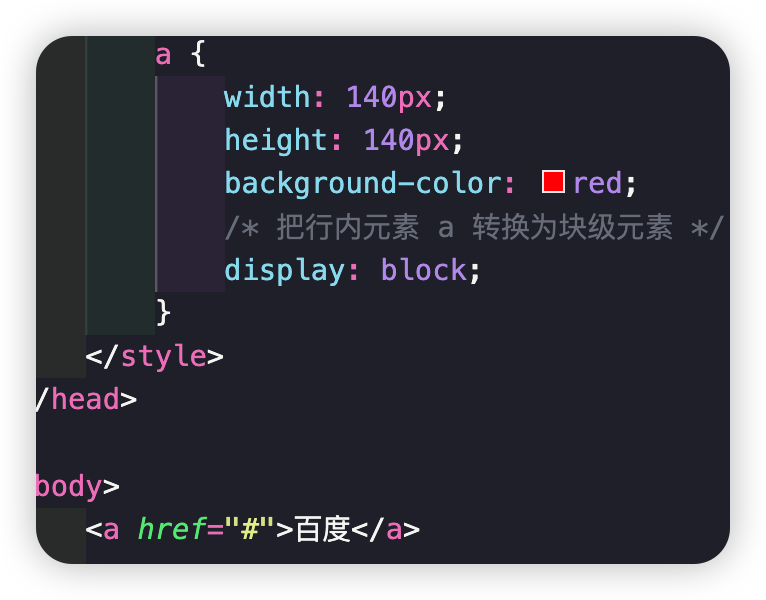 a {
width: 140px;
height: 140px;
background-color: red;
/* 把行内元素 a 转换为块级元素 */
display: block;
}
</style>
/head>
body>
<a href="#">百度</a>